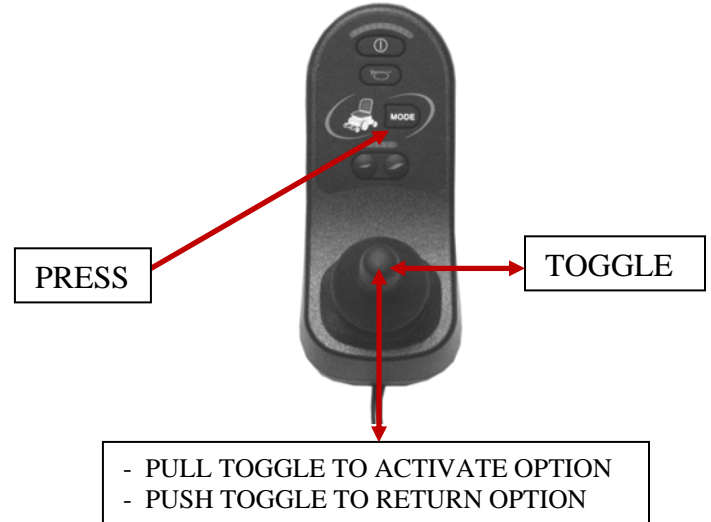 MODE
PRESS
TOGGLE
- PULL TOGGLE TO ACTIVATE OPTION
- PUSH TOGGLE TO RETURN OPTION